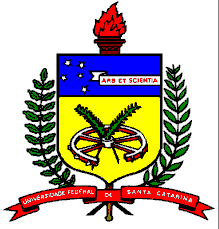 ARS ET SCIENTIA
UNIVERSIDADE FEDERAL DE SANTA CATARINA